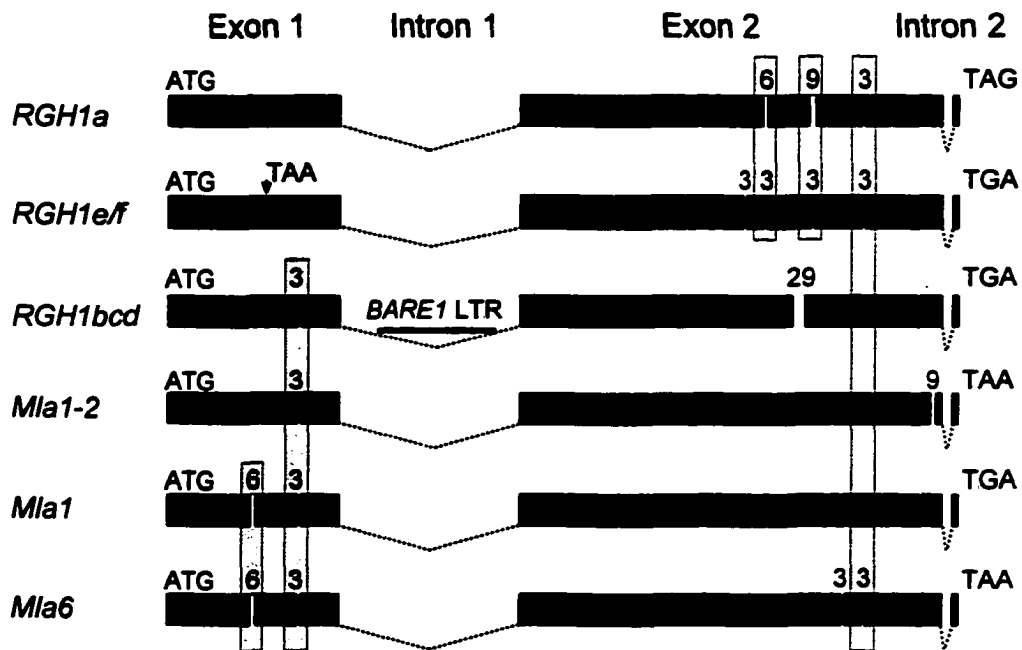 Exon 1 Intron 1 Exon 2 Intron 2
ATG 6 9 3 TAG
RGH1a
ATG TAA 3 3 3 3 TGA
RGH1e/f
ATG 3 29 TGA
RGH1bcd BARE1 LTR
ATG 3 9 TAA
Mla1-2
ATG 6 3 TGA
Mla1
ATG 6 3 3 3 TAA
Mla6